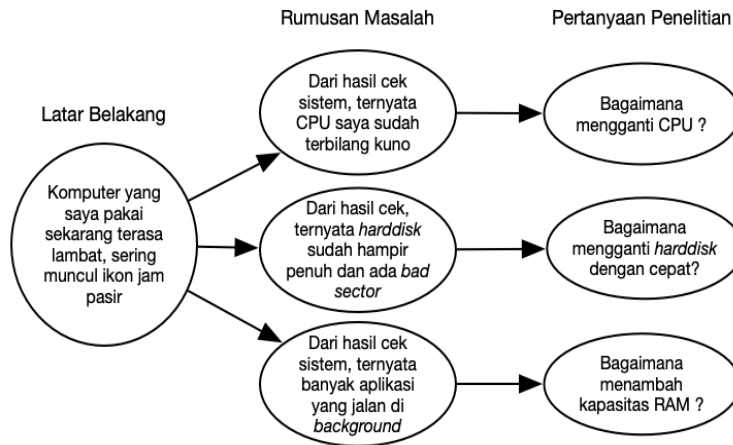 Rumusan Masalah
Pertanyaan Penelitian
Latar Belakang
Dari hasil cek
sistem, ternyata
CPU saya sudah
terbilang kuno
Bagaimana
mengganti CPU ?
Komputer yang
saya pakai
sekarang terasa
lambat, sering
muncul ikon jam
pasir
Dari hasil cek,
ternyata harddisk
sudah hampir
penuh dan ada bad
sector
Bagaimana
mengganti harddisk
dengan cepat?
Dari hasil cek
sistem, ternyata
banyak aplikasi
yang jalan di
background
Bagaimana
menambah
kapasitas RAM ?